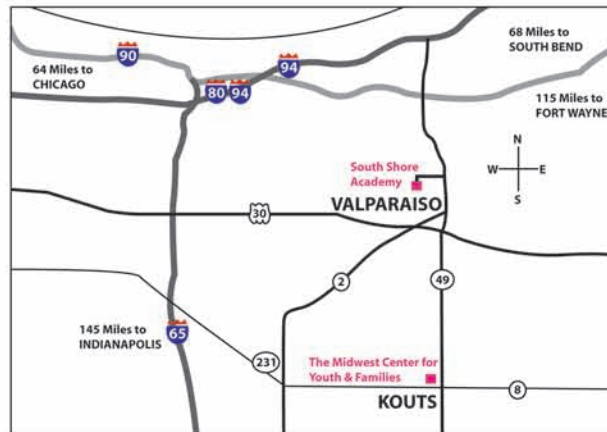 68 Miles to
SOUTH BEND
90
94
64 Miles to
CHICAGO
80
94
115 Miles to
FORT WAYNE
N
W
E
S
South Shore
Academy
VALPARAISO
30
2
49
145 Miles to
INDIANAPOLIS
65
231
The Midwest Center for
Youth & Families
8
KOUTS